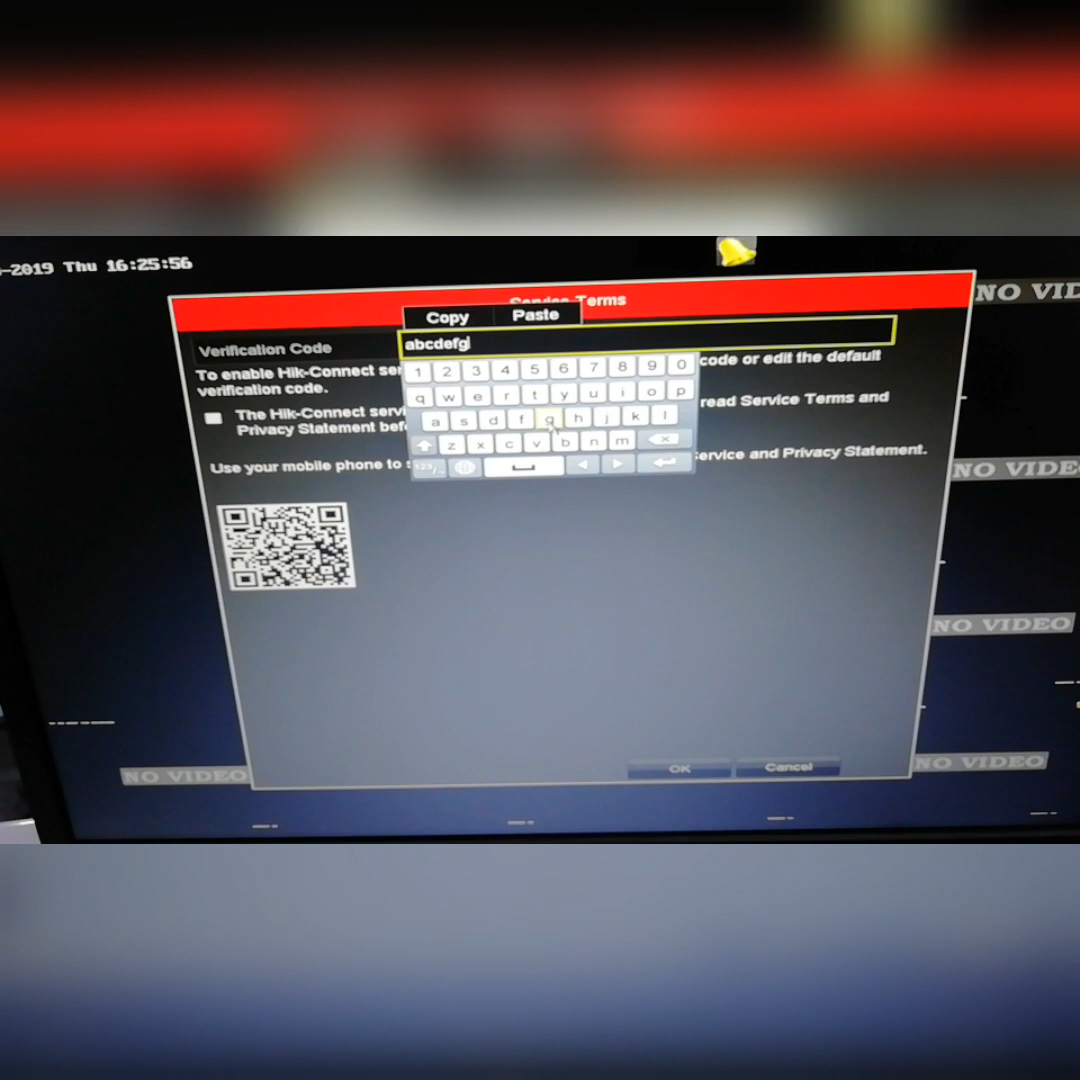 -2019 Thu 16:25:56
Service Terms
NO VID
Copy Paste
Verification Code abcdefg
To enable Hik-Connect ser code or edit the default
verification code.
1 2 3 4 5 6 7 8 9 0
q w e r t y u i o p
The Hik-Connect servi read Service Terms and
Privacy Statement bef
a s d f g h j k l
z x c v b n m
Use your mobile phone to ervice and Privacy Statement.
123/,.
NO VIDE
NO VIDEO
NO VIDEO
OK Cancel
NO VIDEO